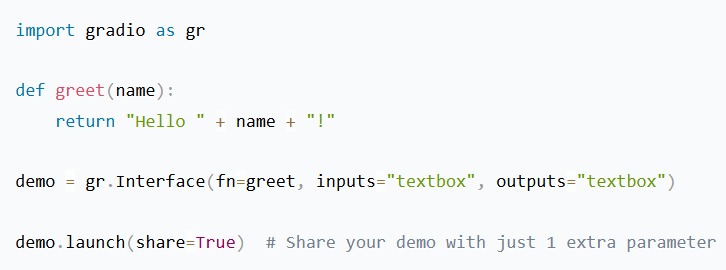 import gradio as gr
def greet(name):
    return "Hello " + name + "!"
demo = gr.Interface(fn=greet, inputs="textbox", outputs="textbox")
demo.launch(share=True)  # Share your demo with just 1 extra parameter